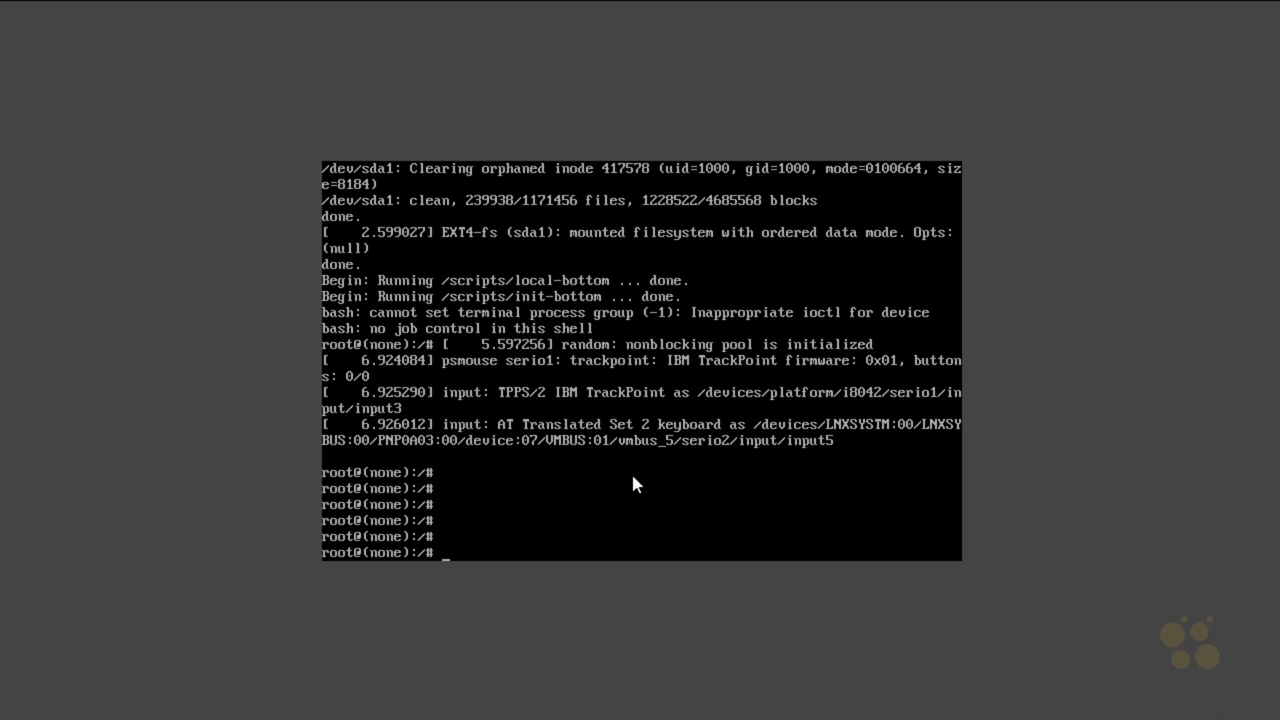 /dev/sda1: Clearing orphaned inode 417578 (uid=1000, gid=1000, mode=0100664, siz
e=8184)
/dev/sda1: clean, 239938/1171456 files, 1228522/4685568 blocks
done.
[    2.599027] EXT4-fs (sda1): mounted filesystem with ordered data mode. Opts:
(null)
done.
Begin: Running /scripts/local-bottom ... done.
Begin: Running /scripts/init-bottom ... done.
bash: cannot set terminal process group (-1): Inappropriate ioctl for device
bash: no job control in this shell
root@(none):/# [    5.597256] random: nonblocking pool is initialized
[    6.924084] psmouse serio1: trackpoint: IBM TrackPoint firmware: 0x01, button
s: 0/0
[    6.925290] input: TPPS/2 IBM TrackPoint as /devices/platform/i8042/serio1/in
put/input3
[    6.926012] input: AT Translated Set 2 keyboard as /devices/LNXSYSTM:00/LNXSY
BUS:00/PNP0A03:00/device:07/VMBUS:01/vmbus_5/serio2/input/input5
root@(none):/#
root@(none):/#
root@(none):/#
root@(none):/#
root@(none):/#
root@(none):/# _